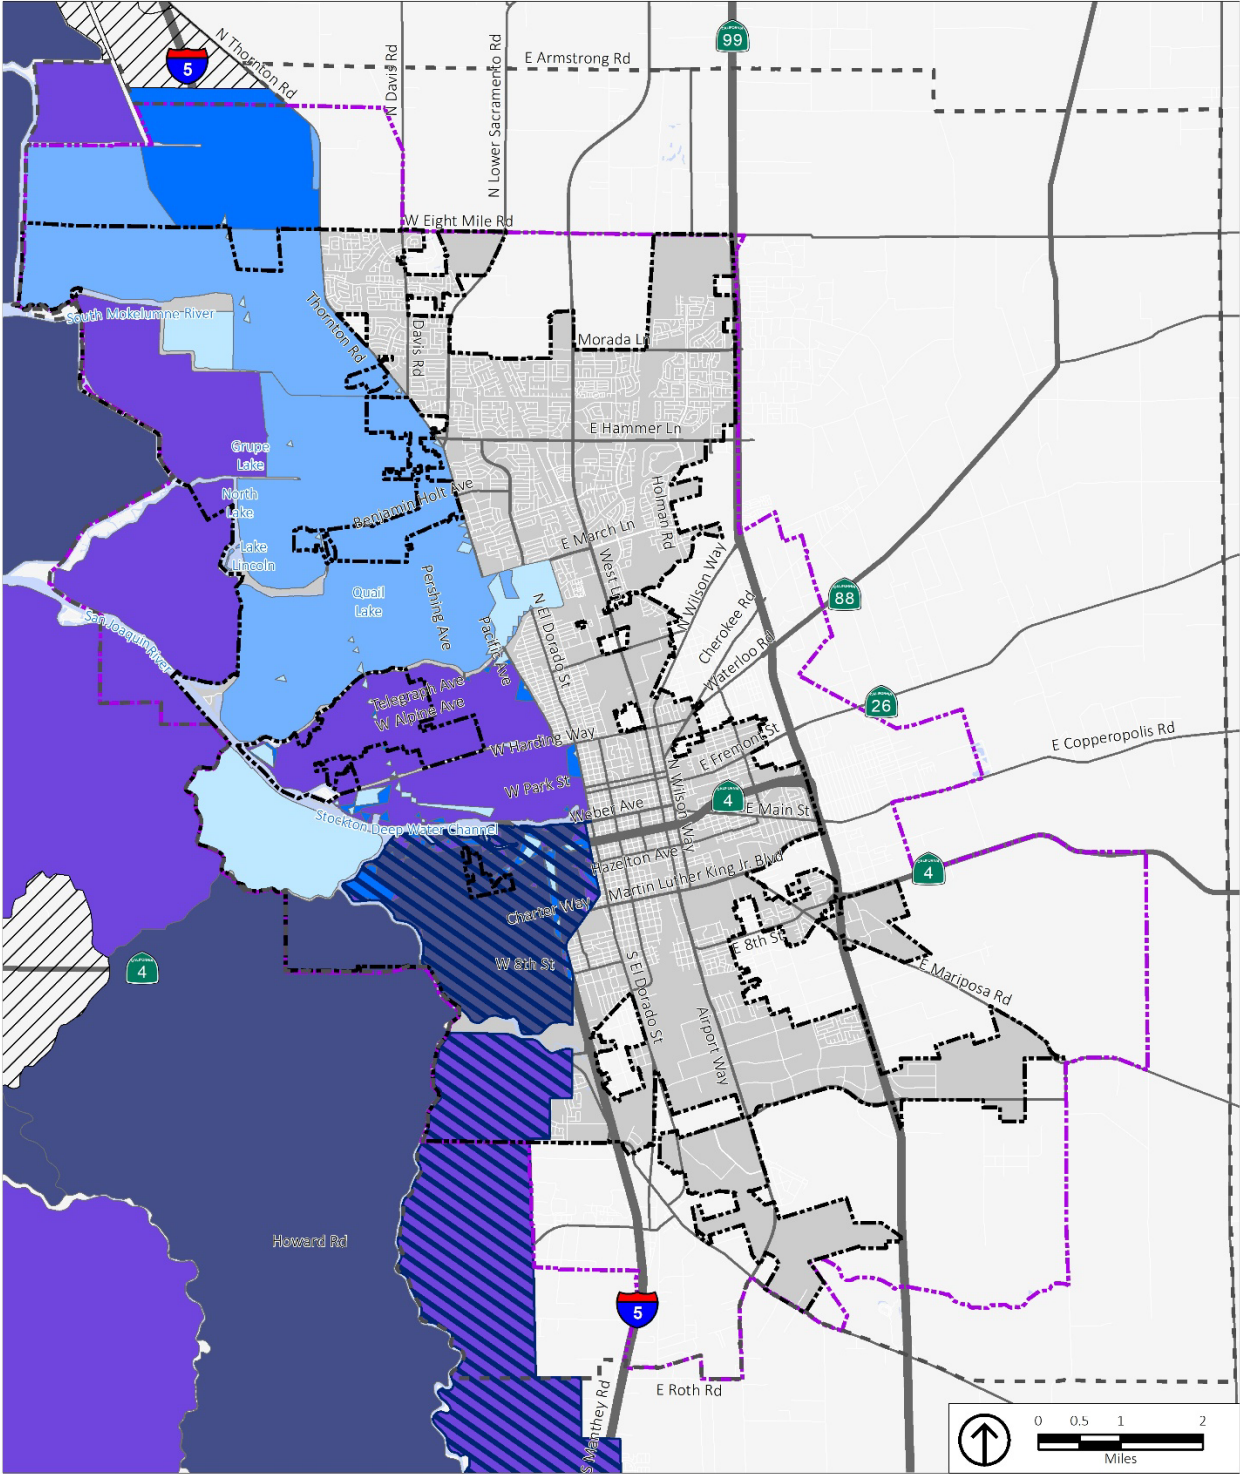 99
N Thornton Rd
5
N Davis Rd
N Lower Sacramento Rd
E Armstrong Rd
W Eight Mile Rd
South Mokelumne River
Thornton Rd
Davis Rd
Morada Ln
E Hammer Ln
Grupe
Lake
North
Lake
Benjamin Holt Ave
Holman Rd
E March Ln
Lake
Lincoln
Quail
Lake
Pershing Ave
West Ln
N Wilson Way
CALIFORNIA
88
Cherokee Rd
San Joaquin River
Pacific Ave
N El Dorado St
Waterloo Rd
Telegraph Ave
W Alpine Ave
26
W Harding Way
E Fremont St
E Copperopolis Rd
W Park St
N Wilson Way
4
Weber Ave
E Main St
Stockton Deep Water Channel
Hazelton Ave
Martin Luther King Jr. Blvd
4
Charter Way
E 8th St
W 8th St
4
S El Dorado St
E Mariposa Rd
Airport Way
Howard Rd
5
E Roth Rd
S Manthey Rd
0 0.5 1 2
Miles